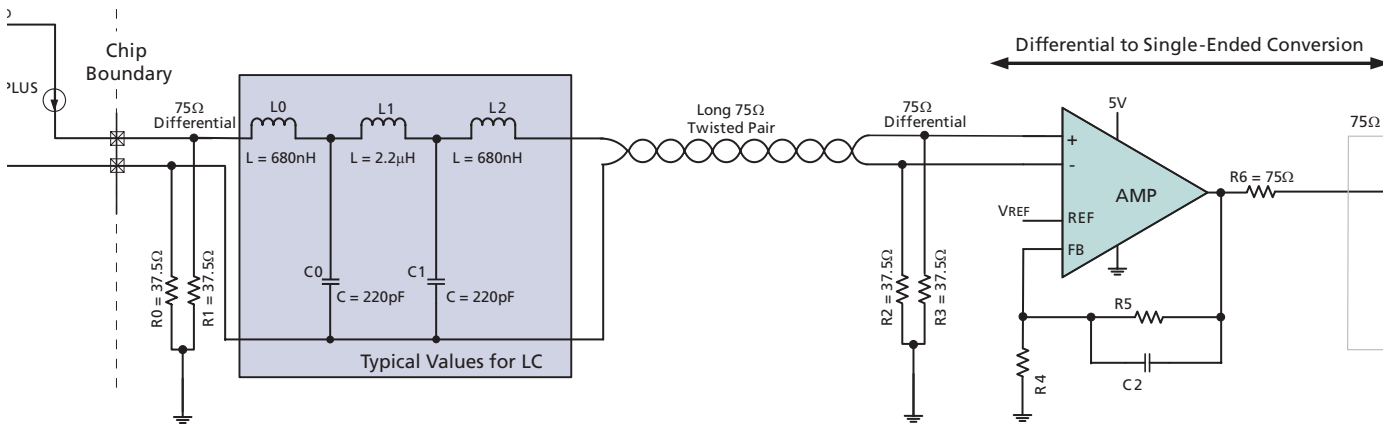 PLUS
Chip
Boundary
75Ω
Differential
L0
L = 680nH
L1
L = 2.2µH
L2
L = 680nH
C0
C = 220pF
C1
C = 220pF
R0 = 37.5Ω
R1 = 37.5Ω
Typical Values for LC
Long 75Ω
Twisted Pair
75Ω
Differential
R2 = 37.5Ω
R3 = 37.5Ω
Differential to Single-Ended Conversion
5V
+
-
AMP
VREF
REF
FB
R6 = 75Ω
75Ω
R5
R4
C2